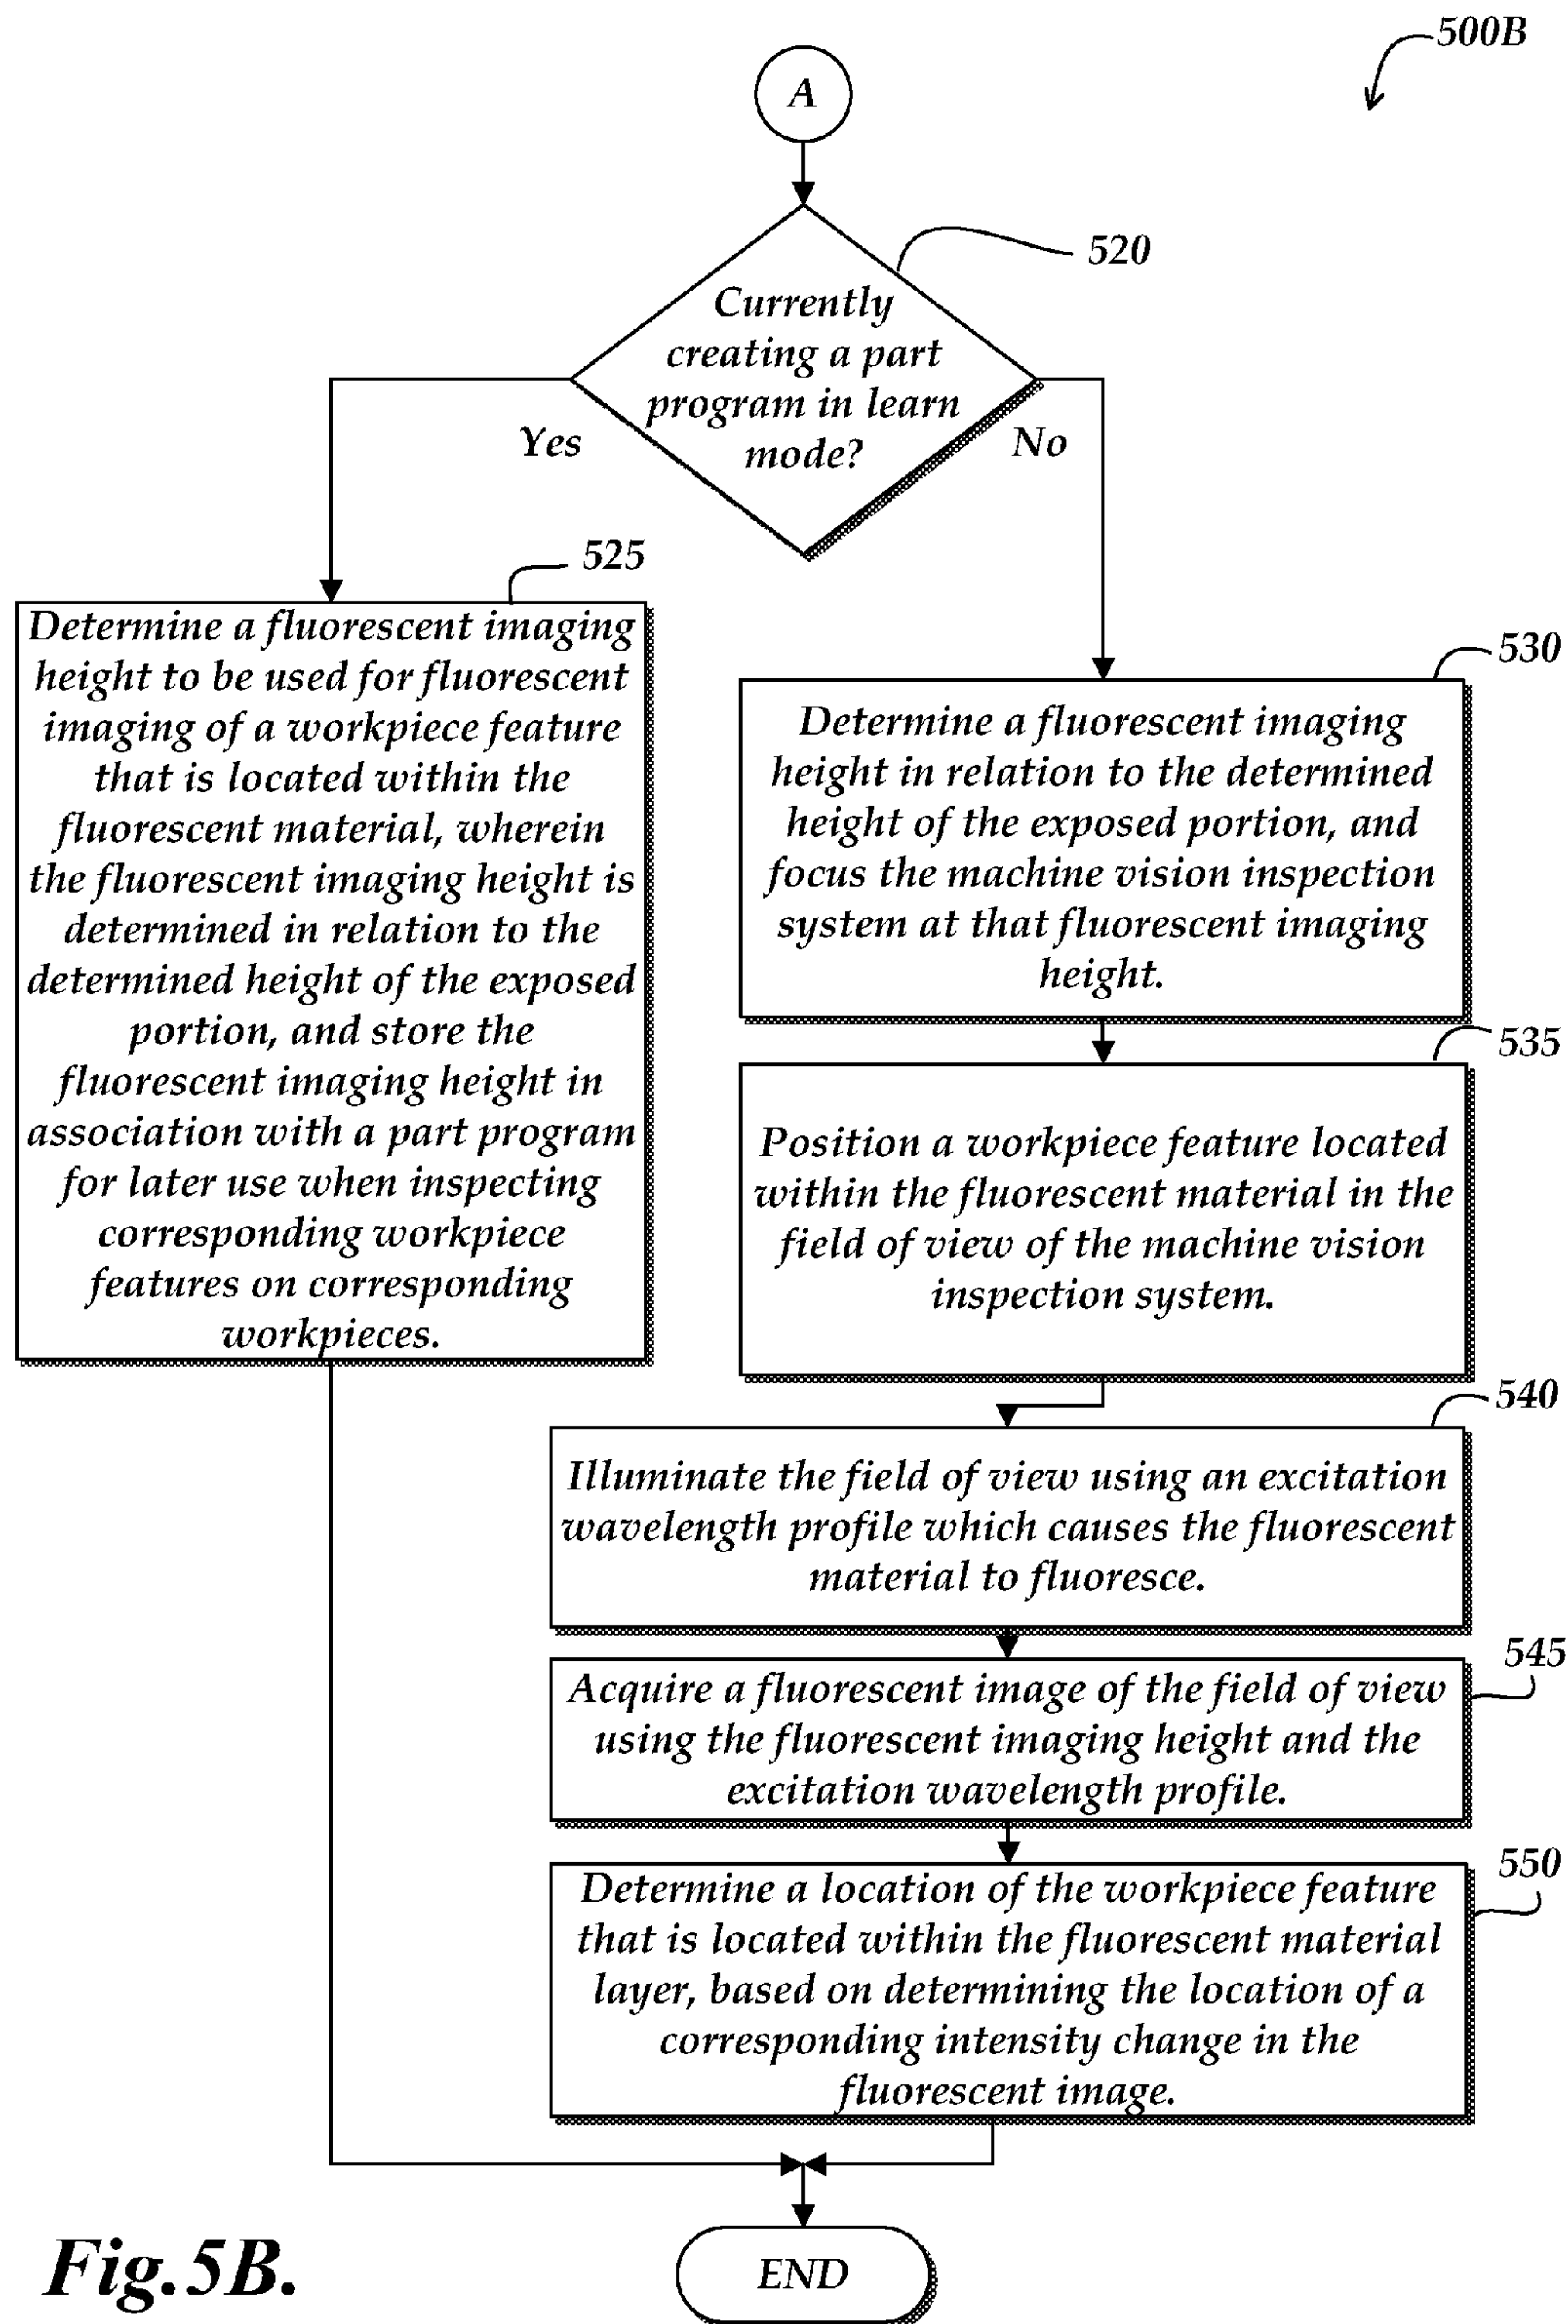 500B
A
520
Currently
creating a part
program in learn
mode?
Yes
No
525
Determine a fluorescent imaging
height to be used for fluorescent
imaging of a workpiece feature
that is located within the
fluorescent material, wherein
the fluorescent imaging height is
determined in relation to the
determined height of the exposed
portion, and store the
fluorescent imaging height in
association with a part program
for later use when inspecting
corresponding workpiece
features on corresponding
workpieces.
530
Determine a fluorescent imaging
height in relation to the determined
height of the exposed portion, and
focus the machine vision inspection
system at that fluorescent imaging
height.
535
Position a workpiece feature located
within the fluorescent material in the
field of view of the machine vision
inspection system.
540
Illuminate the field of view using an excitation
wavelength profile which causes the fluorescent
material to fluoresce.
545
Acquire a fluorescent image of the field of view
using the fluorescent imaging height and the
excitation wavelength profile.
550
Determine a location of the workpiece feature
that is located within the fluorescent material
layer, based on determining the location of a
corresponding intensity change in the
fluorescent image.
END
Fig.5B.